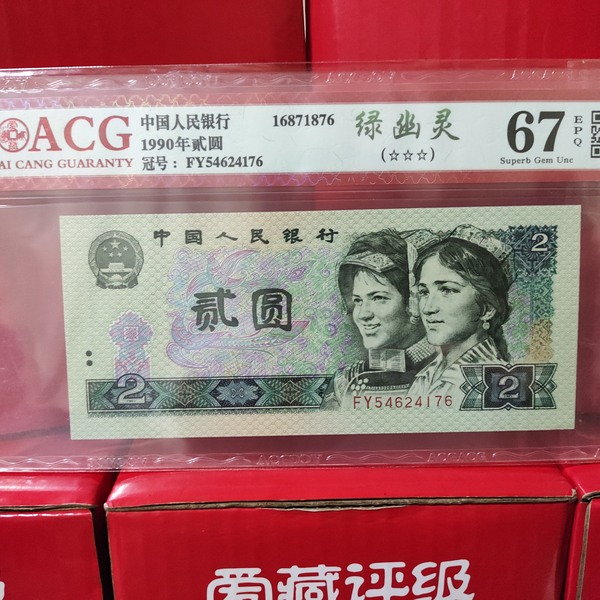 ACG
AI CANG GUARANTY
中国人民银行
1990年贰圆
冠号：FY54624176
16871876
绿幽灵
(☆☆☆)
67
EPQ
Superb Gem Unc
中国人民银行
2
贰圆
2
FY54624176
2
爱藏评级